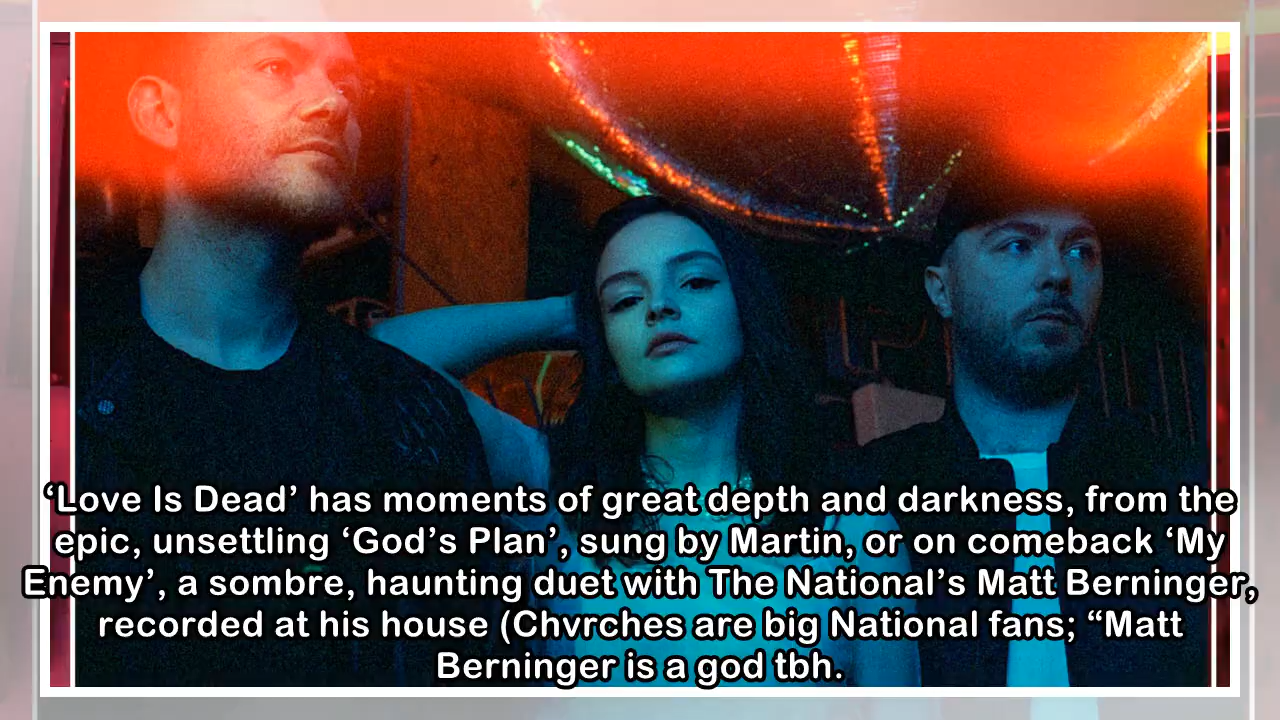 ‘Love Is Dead’ has moments of great depth and darkness, from the
epic, unsettling ‘God’s Plan’, sung by Martin, or on comeback ‘My
Enemy’, a sombre, haunting duet with The National’s Matt Berninger,
recorded at his house (Chvrches are big National fans; “Matt
Berninger is a god tbh.